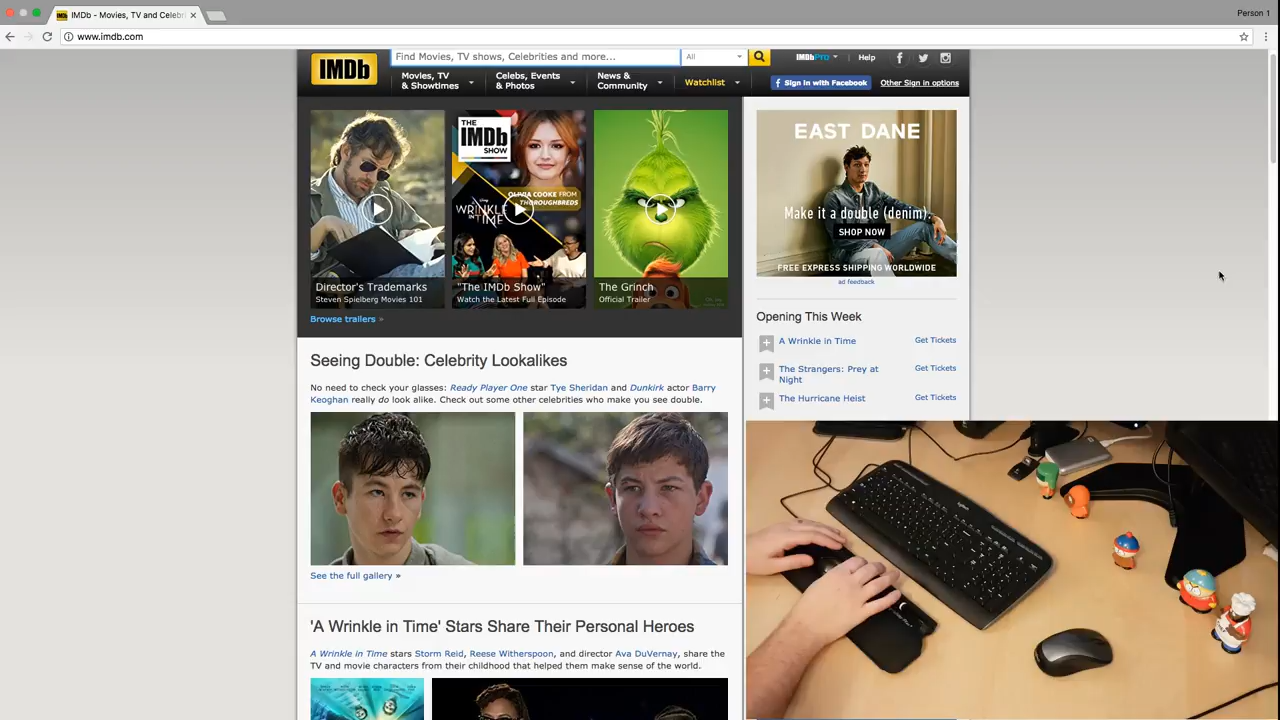 IMDb - Movies, TV and Celebri
Person 1
www.imdb.com
IMDb
Find Movies, TV shows, Celebrities and more...
All
IMDbPro
Help
Movies, TV
& Showtimes
Celebs, Events
& Photos
News &
Community
Watchlist
f Sign in with Facebook
Other Sign in options
THE
IMDb
SHOW
OLIVIA COOKE FROM
THOROUGHBREDS
WRINKLE
IN TIME
Director's Trademarks
Steven Spielberg Movies 101
"The IMDb Show"
Watch the Latest Full Episode
The Grinch
Official Trailer
Browse trailers »
EAST DANE
Make it a double (denim).
SHOP NOW
FREE EXPRESS SHIPPING WORLDWIDE
ad feedback
Opening This Week
A Wrinkle in Time
Get Tickets
The Strangers: Prey at
Night
Get Tickets
The Hurricane Heist
Get Tickets
Seeing Double: Celebrity Lookalikes
No need to check your glasses: Ready Player One star Tye Sheridan and Dunkirk actor Barry
Keoghan really do look alike. Check out some other celebrities who make you see double.
See the full gallery »
'A Wrinkle in Time' Stars Share Their Personal Heroes
A Wrinkle in Time stars Storm Reid, Reese Witherspoon, and director Ava DuVernay, share the
TV and movie characters from their childhood that helped them make sense of the world.